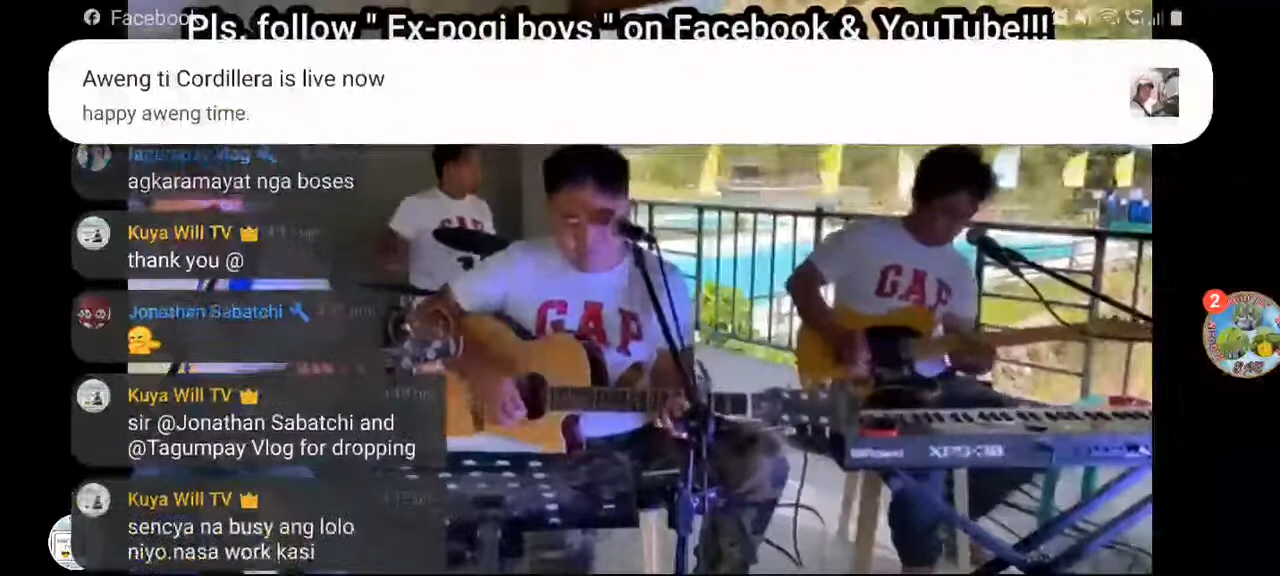 Facebook
Pls. follow " Ex-pogi boys " on Facebook & YouTube!!!
Aweng ti Cordillera is live now
happy aweng time.
Tagumpay Vlog
agkaramayat nga boses
Kuya Will TV
thank you @
Jonathan Sabatchi
Kuya Will TV
sir @Jonathan Sabatchi and
@Tagumpay Vlog for dropping
Kuya Will TV
sencya na busy ang lolo
niyo.nasa work kasi
GAP
GAP
GAP
Roland
XPS-30
2